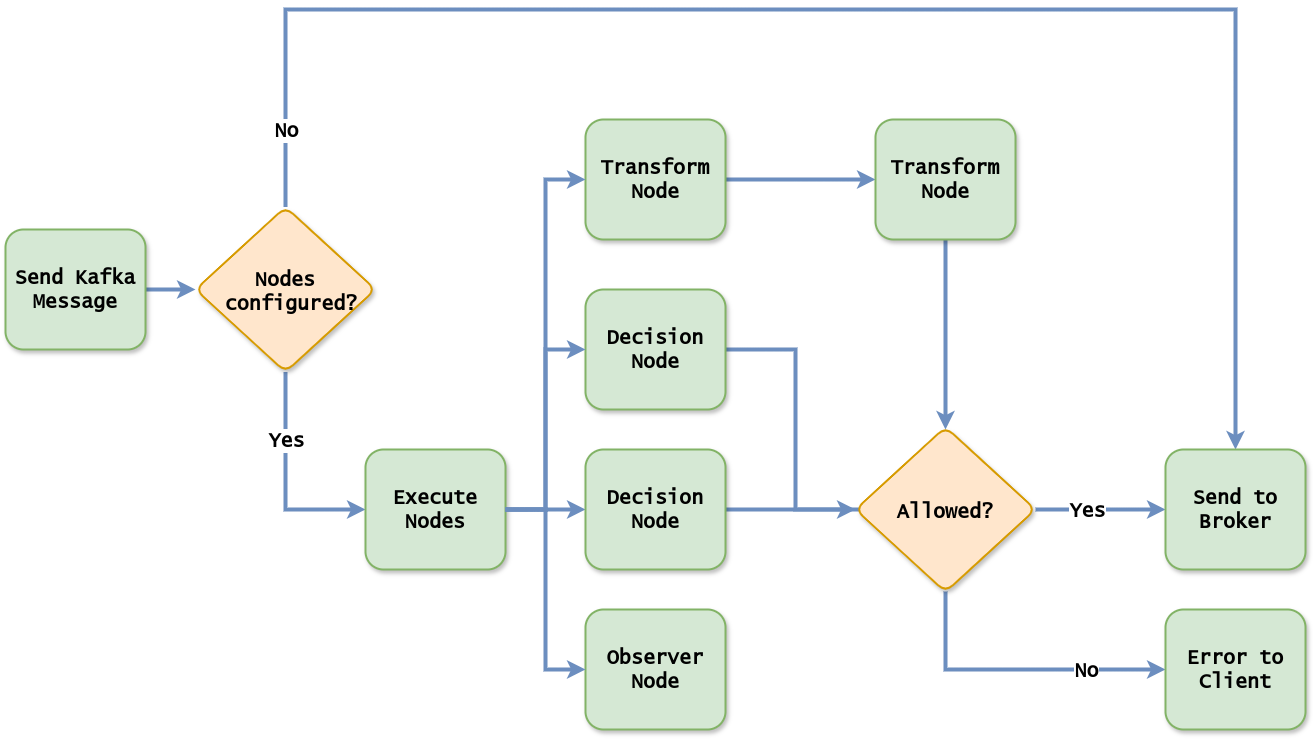 No
Transform
Node
Transform
Node
Send Kafka
Message
Nodes
configured?
Decision
Node
Yes
Execute
Nodes
Decision
Node
Allowed?
Yes
Send to
Broker
Observer
Node
No
Error to
Client